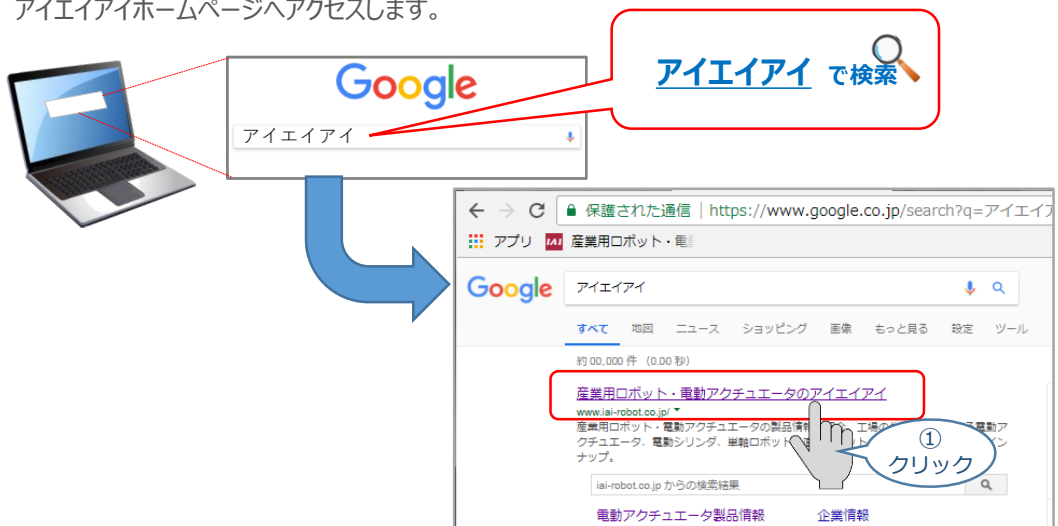 アイエイアイホームページへアクセスします。
Google
アイエイアイ
アイエイアイ で検索
保護された通信 | https://www.google.co.jp/search?q=アイエイア
アプリ IAI 産業用ロボット・電
Google アイエイアイ
すべて 地図 ニュース ショッピング 画像 もっと見る 設定 ツール
約 00,000 件 (0.00 秒)
産業用ロボット・電動アクチュエータのアイエイアイ
www.iai-robot.co.jp/
産業用ロボット・電動アクチュエータの製品情報 工場の 電動ア
クチュエータ、電動シリンダ、単軸ロボット、 ン
ナップ。
①
クリック
iai-robot.co.jp からの検索結果
電動アクチュエータ製品情報 企業情報